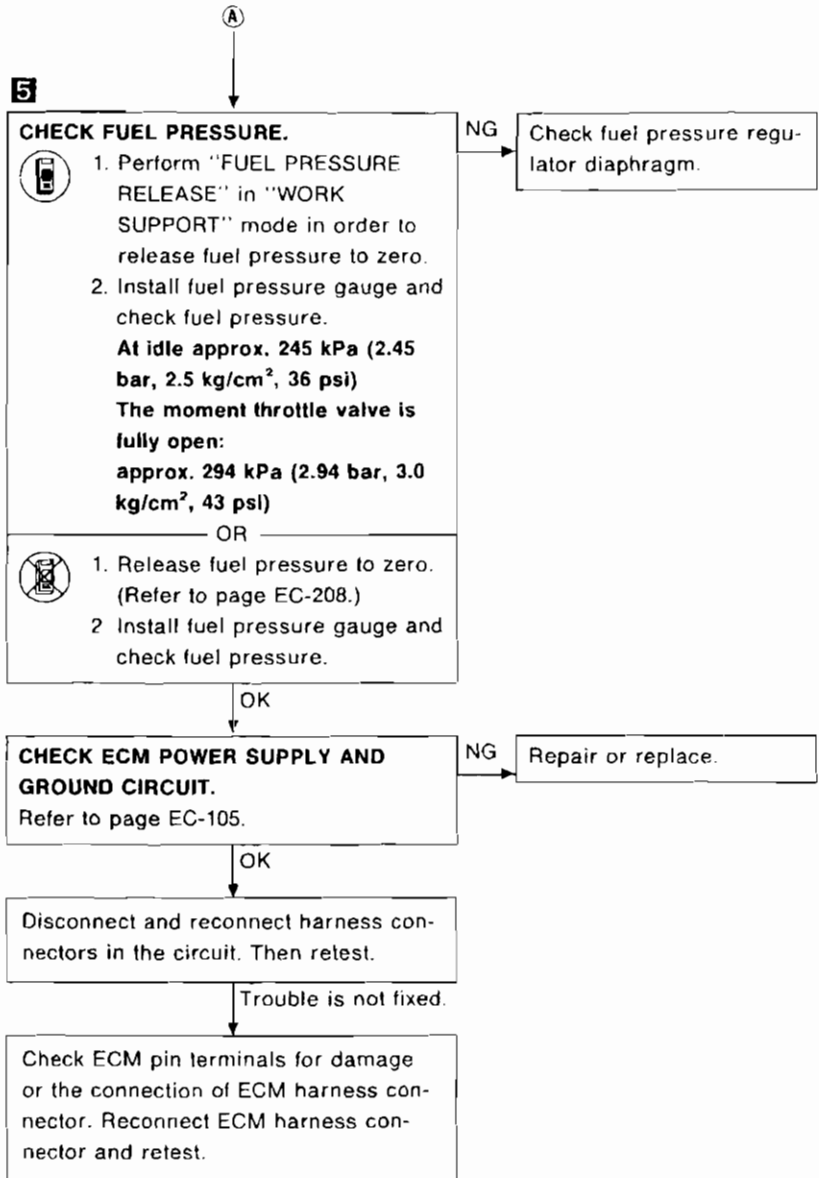 A
5
CHECK FUEL PRESSURE.
1. Perform "FUEL PRESSURE
RELEASE" in "WORK
SUPPORT" mode in order to
release fuel pressure to zero.
2. Install fuel pressure gauge and
check fuel pressure.
At idle approx. 245 kPa (2.45
bar, 2.5 kg/cm², 36 psi)
The moment throttle valve is
fully open:
approx. 294 kPa (2.94 bar, 3.0
kg/cm², 43 psi)
OR
1. Release fuel pressure to zero.
(Refer to page EC-208.)
2 Install fuel pressure gauge and
check fuel pressure.
NG
Check fuel pressure regu-
lator diaphragm.
OK
CHECK ECM POWER SUPPLY AND
GROUND CIRCUIT.
Refer to page EC-105.
NG
Repair or replace.
OK
Disconnect and reconnect harness con-
nectors in the circuit. Then retest.
Trouble is not fixed.
Check ECM pin terminals for damage
or the connection of ECM harness con-
nector. Reconnect ECM harness con-
nector and retest.